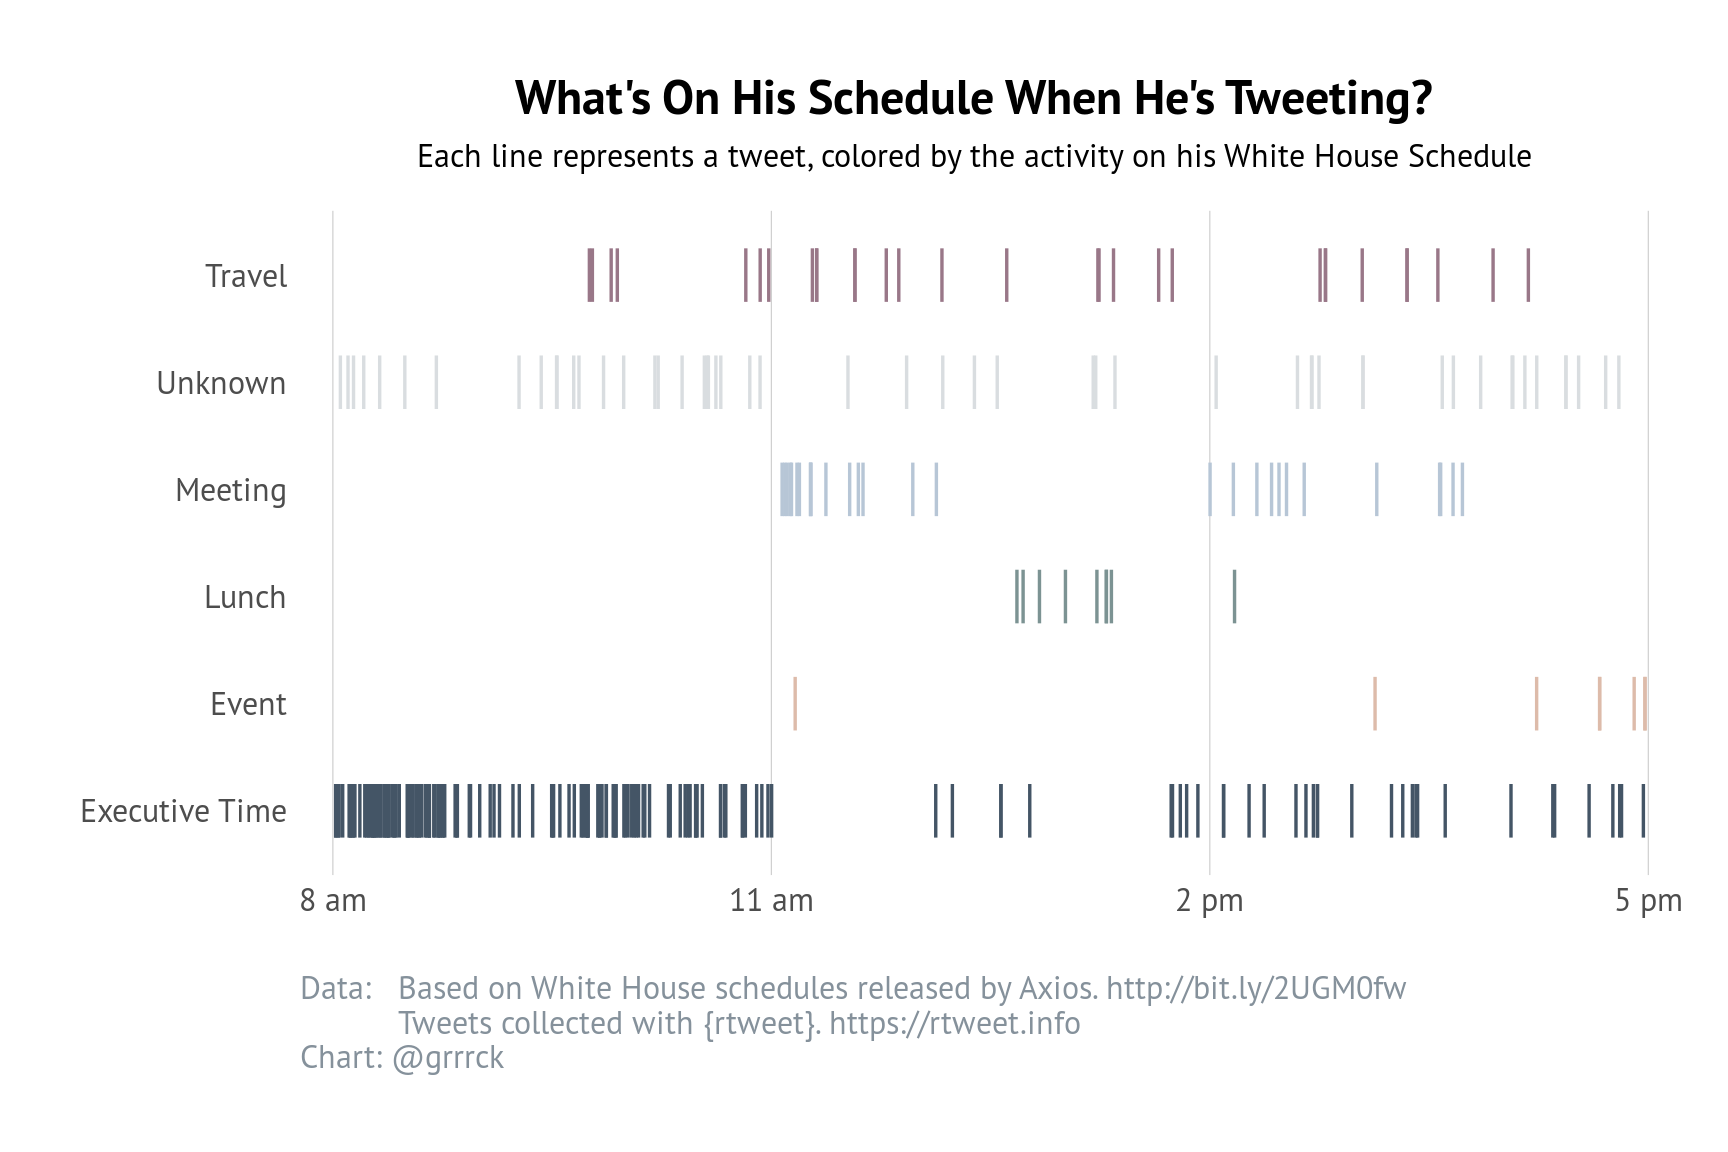 What's On His Schedule When He's Tweeting?
Each line represents a tweet, colored by the activity on his White House Schedule
Travel
Unknown
Meeting
Lunch
Event
Executive Time
8 am 11 am 2 pm 5 pm
Data: Based on White House schedules released by Axios. http://bit.ly/2UGM0fw
Tweets collected with {rtweet}. https://rtweet.info
Chart: @grrrck